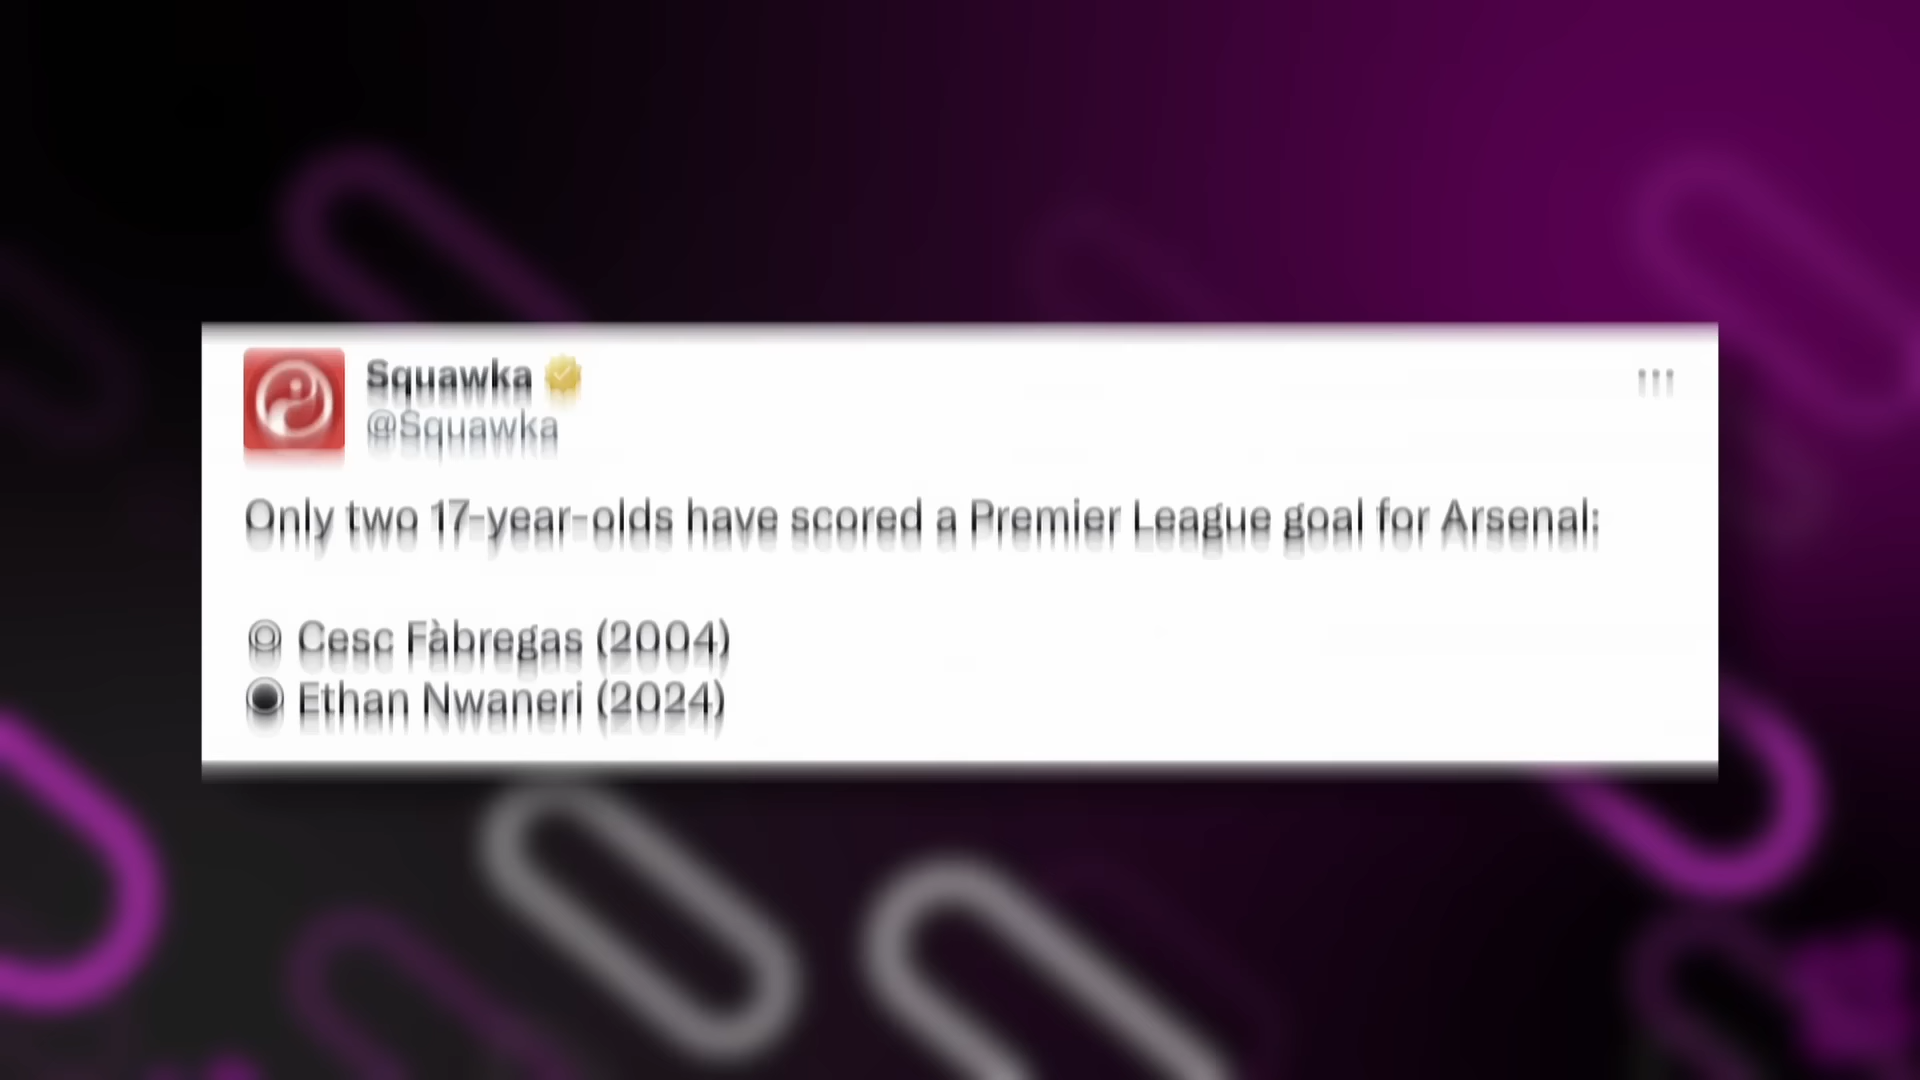 Squawka
@Squawka
Only two 17-year-olds have scored a Premier League goal for Arsenal:
Cesc Fàbregas (2004)
Ethan Nwaneri (2024)